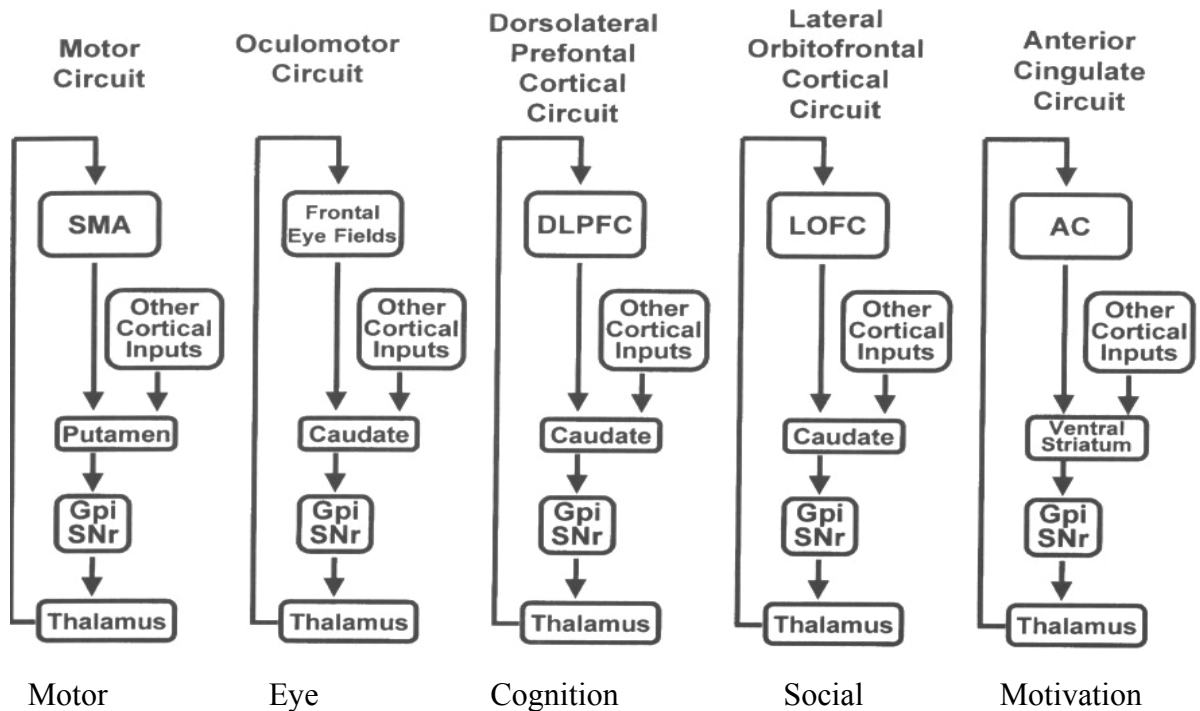 Motor
Circuit
Oculomotor
Circuit
Dorsolateral
Prefontal
Cortical
Circuit
Lateral
Orbitofrontal
Cortical
Circuit
Anterior
Cingulate
Circuit
SMA
Frontal
Eye Fields
DLPFC
LOFC
AC
Other
Cortical
Inputs
Other
Cortical
Inputs
Other
Cortical
Inputs
Other
Cortical
Inputs
Other
Cortical
Inputs
Putamen
Caudate
Caudate
Caudate
Ventral
Striatum
Gpi
SNr
Gpi
SNr
Gpi
SNr
Gpi
SNr
Gpi
SNr
Thalamus
Thalamus
Thalamus
Thalamus
Thalamus
Motor
Eye
Cognition
Social
Motivation